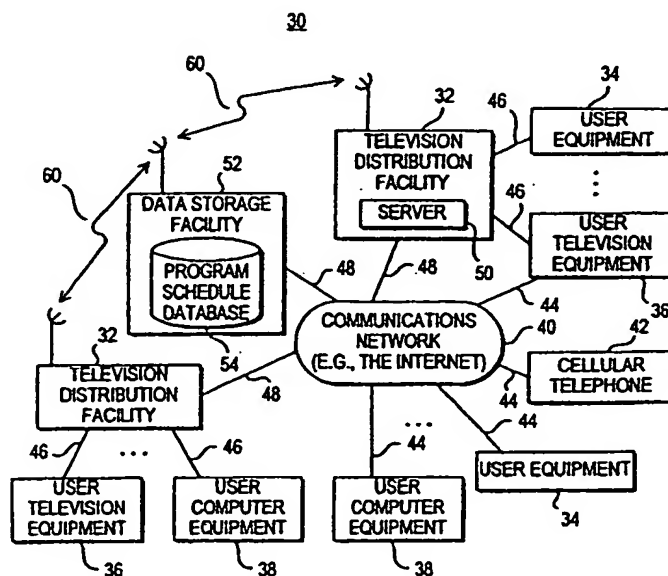 30
60
32
34
46
USER
EQUIPMENT
TELEVISION
DISTRIBUTION
FACILITY
52
60
DATA STORAGE
FACILITY
SERVER
46
USER
TELEVISION
EQUIPMENT
PROGRAM
SCHEDULE
DATABASE
48
48
50
44
36
COMMUNICATIONS
NETWORK
(E.G., THE INTERNET)
40
42
32
54
CELLULAR
TELEPHONE
TELEVISION
DISTRIBUTION
FACILITY
48
44
44
46
...
46
44
...
USER EQUIPMENT
34
USER
TELEVISION
EQUIPMENT
USER
COMPUTER
EQUIPMENT
USER
COMPUTER
EQUIPMENT
36
38
38